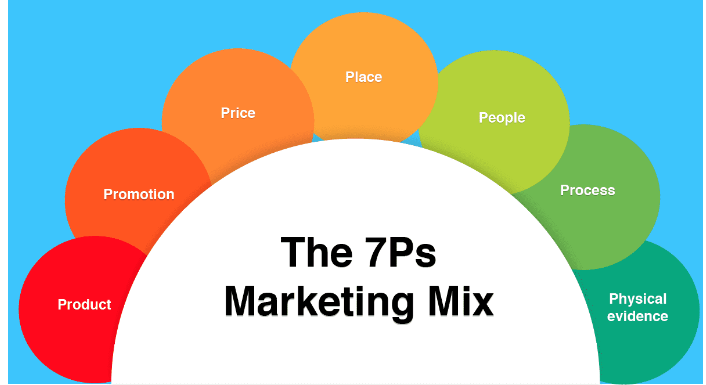 Place
Price
People
Promotion
Process
The 7Ps
Marketing Mix
Product
Physical
evidence